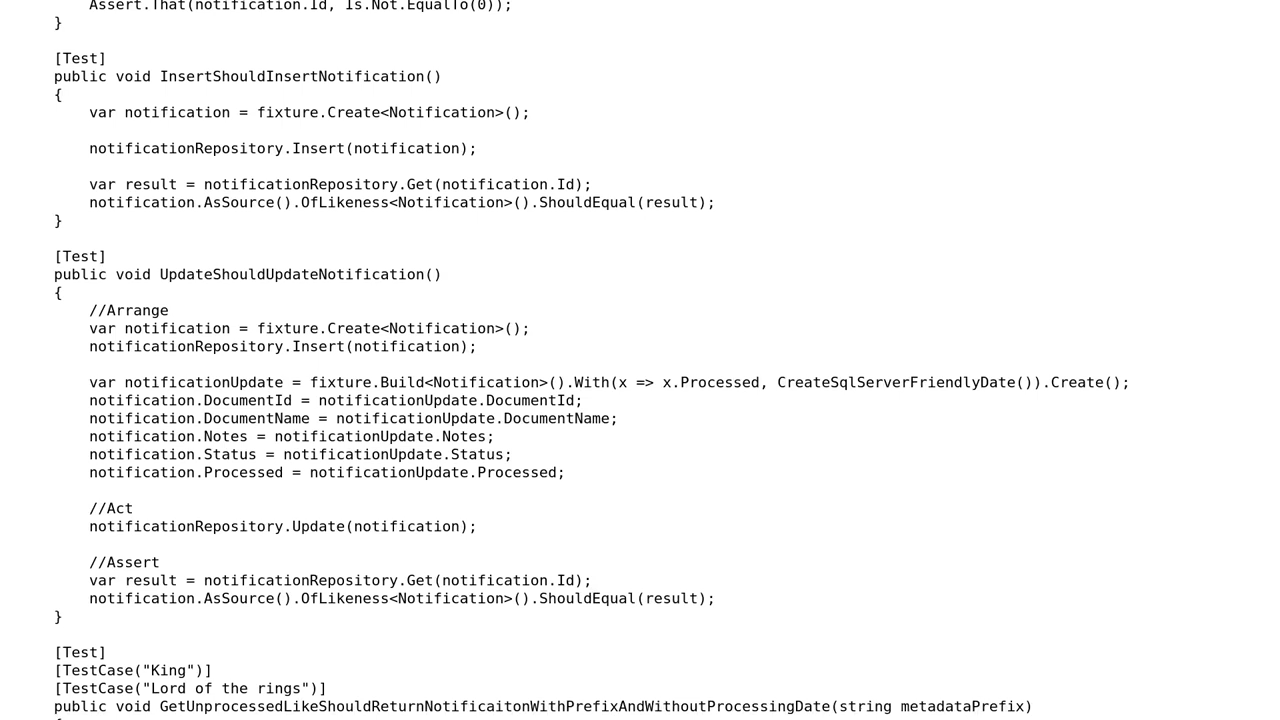 Assert.That(notification.Id, Is.Not.EqualTo(0));
}
[Test]
public void InsertShouldInsertNotification()
{
var notification = fixture.Create<Notification>();
notificationRepository.Insert(notification);
var result = notificationRepository.Get(notification.Id);
notification.AsSource().OfLikeness<Notification>().ShouldEqual(result);
}
[Test]
public void UpdateShouldUpdateNotification()
{
//Arrange
var notification = fixture.Create<Notification>();
notificationRepository.Insert(notification);
var notificationUpdate = fixture.Build<Notification>().With(x => x.Processed, CreateSqlServerFriendlyDate()).Create();
notification.DocumentId = notificationUpdate.DocumentId;
notification.DocumentName = notificationUpdate.DocumentName;
notification.Notes = notificationUpdate.Notes;
notification.Status = notificationUpdate.Status;
notification.Processed = notificationUpdate.Processed;
//Act
notificationRepository.Update(notification);
//Assert
var result = notificationRepository.Get(notification.Id);
notification.AsSource().OfLikeness<Notification>().ShouldEqual(result);
}
[Test]
[TestCase("King")]
[TestCase("Lord of the rings")]
public void GetUnprocessedLikeShouldReturnNotificaitonWithPrefixAndWithoutProcessingDate(string metadataPrefix)
{